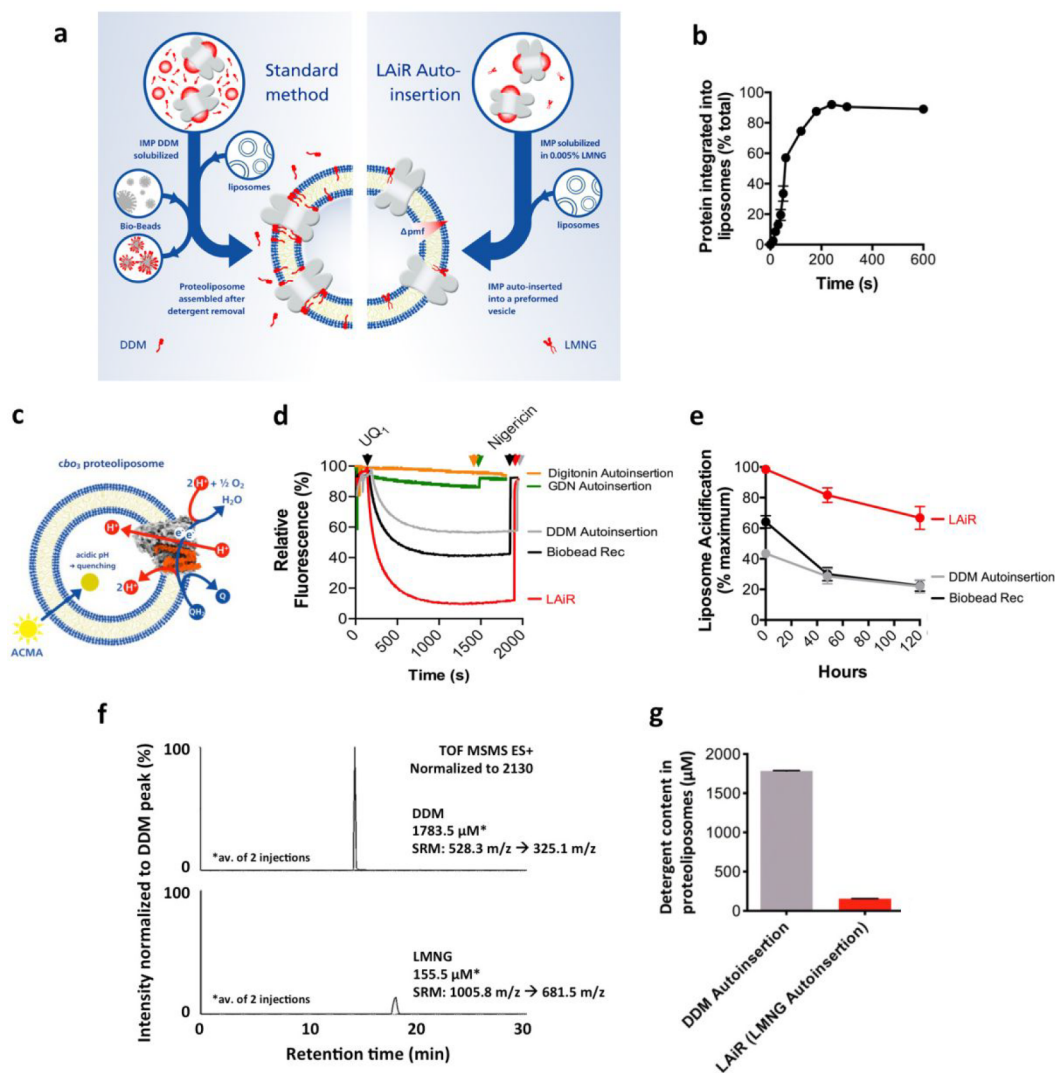 a
Standard
method
LAiR Auto-
insertion
IMP DDM
solubilized
liposomes
Bio-Beads
Proteoliposome
assembled after
detergent removal
DDM
IMP solubilized
in 0.005% LMNG
liposomes
Δpmf
IMP auto-inserted
into a preformed
vesicle
LMNG
b
Protein integrated into
liposomes (% total)
100
80
60
40
20
0
0 200 400 600
Time (s)
c
cbo₃ proteoliposome
2 H⁺ + ½ O₂
H₂O
H⁺
e⁻ e⁻
H⁺
acidic pH
→ quenching
2 H⁺
Q
QH₂
ACMA
d
UQ₁
Nigericin
Relative
Fluorescence (%)
100
80
60
40
20
0
0 500 1000 1500 2000
Time (s)
Digitonin Autoinsertion
GDN Autoinsertion
DDM Autoinsertion
Biobead Rec
LAiR
e
Liposome Acidification
(% maximum)
100
80
60
40
20
0
0 20 40 60 80 100 120
Hours
LAiR
DDM Autoinsertion
Biobead Rec
f
Intensity normalized to DDM peak (%)
100
0
TOF MSMS ES+
Normalized to 2130
DDM
1783.5 µM*
SRM: 528.3 m/z → 325.1 m/z
*av. of 2 injections
100
0
LMNG
155.5 µM*
SRM: 1005.8 m/z → 681.5 m/z
*av. of 2 injections
0 10 20 30
Retention time (min)
g
Detergent content in
proteoliposomes (µM)
2000
1500
1000
500
0
DDM Autoinsertion
LAiR (LMNG Autoinsertion)